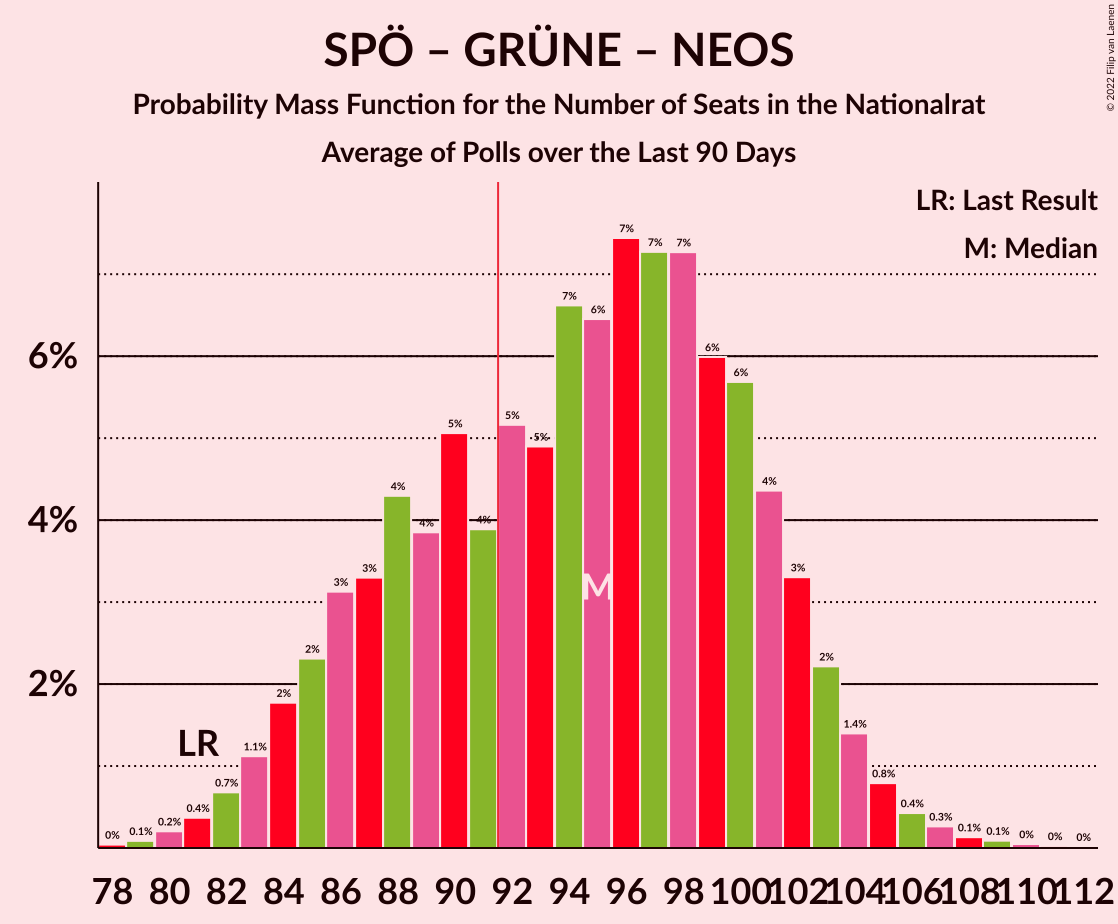 SPÖ – GRÜNE – NEOS
Probability Mass Function for the Number of Seats in the Nationalrat
Average of Polls over the Last 90 Days
© 2022 Filip van Laenen
LR: Last Result
M: Median
6%
4%
2%
0% 0.1% 0.2% 0.4% 0.7% 1.1% 2% 2% 3% 3% 4% 4% 5% 4% 5% 5% 7% 6% 7% 7% 7% 6% 6% 4% 3% 2% 1.4% 0.8% 0.4% 0.3% 0.1% 0.1% 0% 0% 0%
LR
M
78 80 82 84 86 88 90 92 94 96 98 100 102 104 106 108 110 112